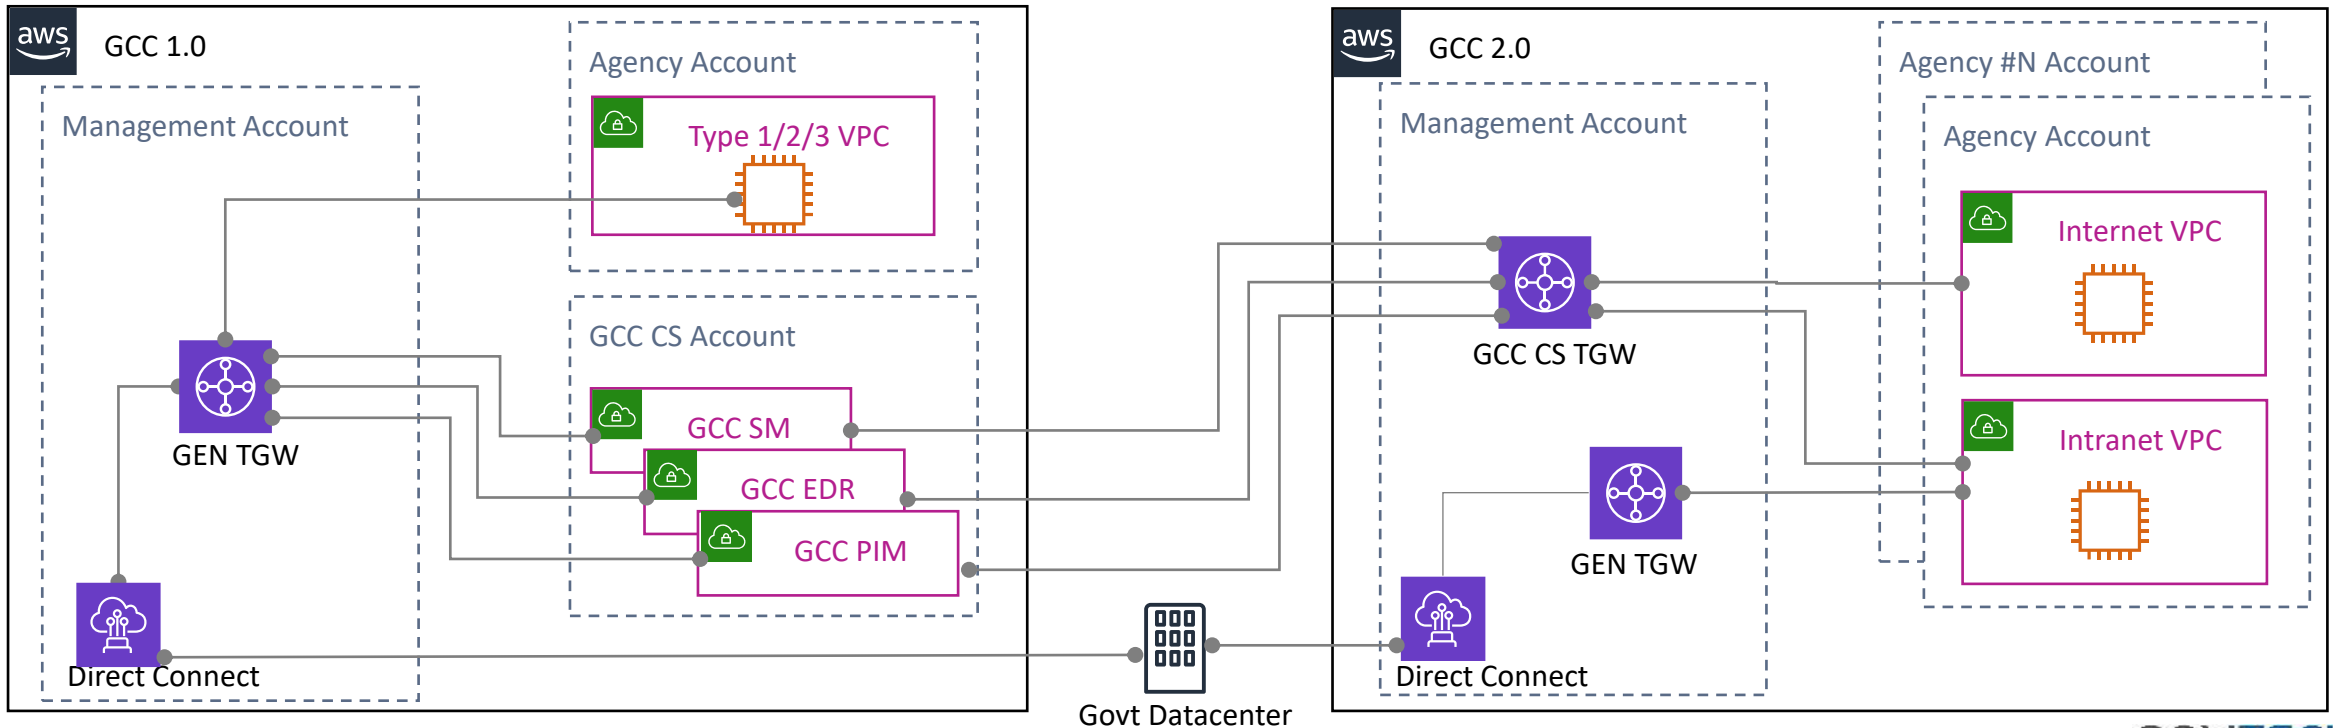 aws
GCC 1.0
Management Account
Agency Account
Type 1/2/3 VPC
GCC CS Account
GCC SM
GCC EDR
GCC PIM
GEN TGW
Direct Connect
Govt Datacenter
aws
GCC 2.0
Management Account
GCC CS TGW
GEN TGW
Direct Connect
Agency #N Account
Agency Account
Internet VPC
Intranet VPC